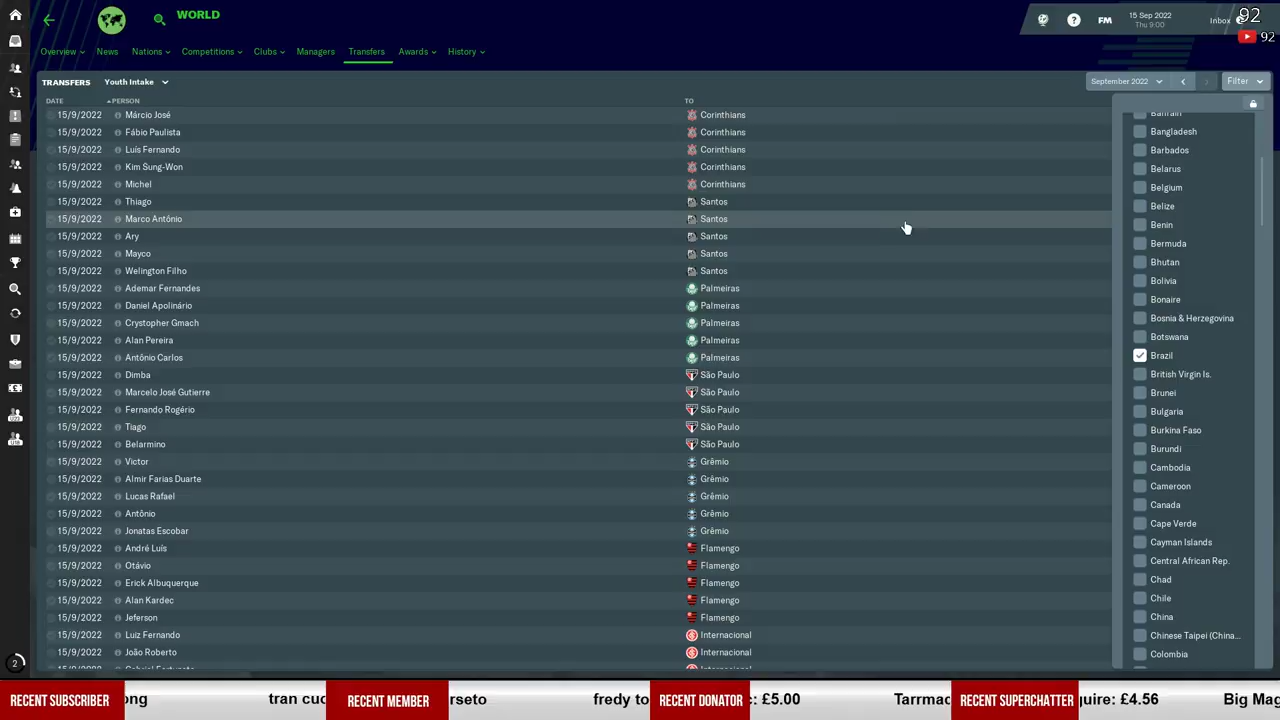 WORLD
15 Sep 2022
Thu 9:00
FM
Inbox
92
92
Overview
News
Nations
Competitions
Clubs
Managers
Transfers
Awards
History
TRANSFERS Youth Intake
September 2022
Filter
DATE PERSON TO
15/9/2022 Márcio José Corinthians
15/9/2022 Fábio Paulista Corinthians
15/9/2022 Luís Fernando Corinthians
15/9/2022 Kim Sung-Won Corinthians
15/9/2022 Michel Corinthians
15/9/2022 Thiago Santos
15/9/2022 Marco Antônio Santos
15/9/2022 Ary Santos
15/9/2022 Mayco Santos
15/9/2022 Welington Filho Santos
15/9/2022 Ademar Fernandes Palmeiras
15/9/2022 Daniel Apolinário Palmeiras
15/9/2022 Crystopher Gmach Palmeiras
15/9/2022 Alan Pereira Palmeiras
15/9/2022 Antônio Carlos Palmeiras
15/9/2022 Dimba São Paulo
15/9/2022 Marcelo José Gutierre São Paulo
15/9/2022 Fernando Rogério São Paulo
15/9/2022 Tiago São Paulo
15/9/2022 Belarmino São Paulo
15/9/2022 Victor Grêmio
15/9/2022 Almir Farias Duarte Grêmio
15/9/2022 Lucas Rafael Grêmio
15/9/2022 Antônio Grêmio
15/9/2022 Jonatas Escobar Grêmio
15/9/2022 André Luís Flamengo
15/9/2022 Otávio Flamengo
15/9/2022 Erick Albuquerque Flamengo
15/9/2022 Alan Kardec Flamengo
15/9/2022 Jeferson Flamengo
15/9/2022 Luiz Fernando Internacional
15/9/2022 João Roberto Internacional
Bahrain
Bangladesh
Barbados
Belarus
Belgium
Belize
Benin
Bermuda
Bhutan
Bolivia
Bonaire
Bosnia & Herzegovina
Botswana
Brazil
British Virgin Is.
Brunei
Bulgaria
Burkina Faso
Burundi
Cambodia
Cameroon
Canada
Cape Verde
Cayman Islands
Central African Rep.
Chad
Chile
China
Chinese Taipei (China...
Colombia
2
RECENT SUBSCRIBER ong tran cuc RECENT MEMBER rseto fredy to RECENT DONATOR c: £5.00 Tarrmac RECENT SUPERCHATTER uire: £4.56 Big Mag